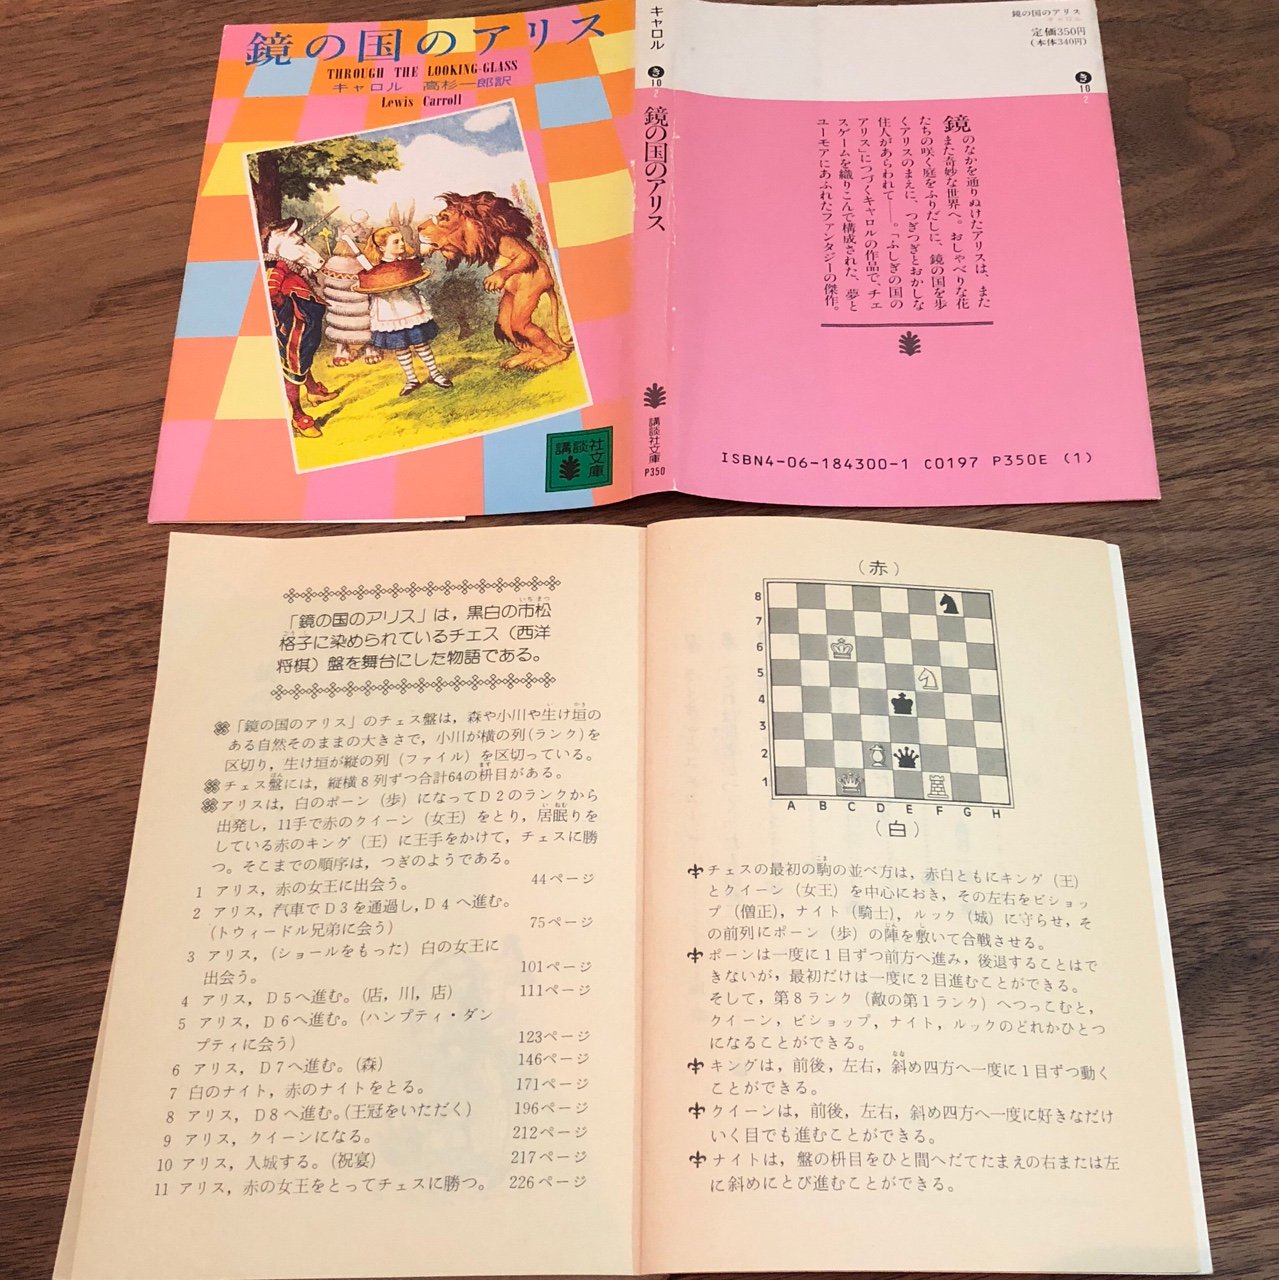 鏡の国のアリス
THROUGH THE LOOKING-GLASS
キャロル 高杉一郎訳
Lewis Carroll
講談社
文庫
キャロル
き
10
2
鏡の国のアリス
講談社文庫
P350
鏡の国のアリス
キャロル
定価350円
(本体340円)
き
10
2
鏡のなかを通りぬけたアリスは、また
また奇妙な世界へ。おしゃべりな花
たちの咲く庭をふりだしに、鏡の国を歩
くアリスのまえに、つぎつぎとおかしな
住人があらわれて——。「ふしぎの国の
アリス」につづくキャロルの作品で、チェ
スゲームを織りこんで構成された、夢と
ユーモアにあふれたファンタジーの傑作。
ISBN4-06-184300-1 C0197 P350E (1)
「鏡の国のアリス」は,黒白の市松
格子に染められているチェス(西洋
将棋)盤を舞台にした物語である。
「鏡の国のアリス」のチェス盤は,森や小川や生け垣の
ある自然そのままの大きさで,小川が横の列(ランク)を
区切り,生け垣が縦の列(ファイル)を区切っている。
チェス盤には,縦横8列ずつ合計64の枡目がある。
アリスは,白のポーン(歩)になってD2のランクから
出発し,11手で赤のクイーン(女王)をとり,居眠りを
している赤のキング(王)に王手をかけて,チェスに勝
つ。そこまでの順序は,つぎのようである。
1 アリス,赤の女王に出会う。 44ページ
2 アリス,汽車でD3を通過し,D4へ進む。
(トウィードル兄弟に会う) 75ページ
3 アリス,(ショールをもった)白の女王に
出会う。 101ページ
4 アリス,D5へ進む。(店,川,店) 111ページ
5 アリス,D6へ進む。(ハンプティ・ダン
プティに会う) 123ページ
6 アリス,D7へ進む。(森) 146ページ
7 白のナイト,赤のナイトをとる。 171ページ
8 アリス,D8へ進む。(王冠をいただく) 196ページ
9 アリス,クイーンになる。 212ページ
10 アリス,入城する。(祝宴) 217ページ
11 アリス,赤の女王をとってチェスに勝つ。 226ページ
(赤)
8
7
6
5
4
3
2
1
A B C D E F G H
(白)
チェスの最初の駒の並べ方は,赤白ともにキング(王)
とクイーン(女王)を中心におき,その左右をビショッ
プ(僧正),ナイト(騎士),ルック(城)に守らせ,そ
の前列にポーン(歩)の陣を敷いて合戦させる。
ポーンは一度に1目ずつ前方へ進み,後退することはで
きないが,最初だけは一度に2目進むことができる。
そして,第8ランク(敵の第1ランク)へつっこむと,
クイーン,ビショップ,ナイト,ルックのどれかひとつ
になることができる。
キングは,前後,左右,斜め四方へ一度に1目ずつ動く
ことができる。
クイーンは,前後,左右,斜め四方へ一度に好きなだけ
いく目でも進むことができる。
ナイトは,盤の枡目をひと間へだてたまえの右または左
に斜めにとび進むことができる。